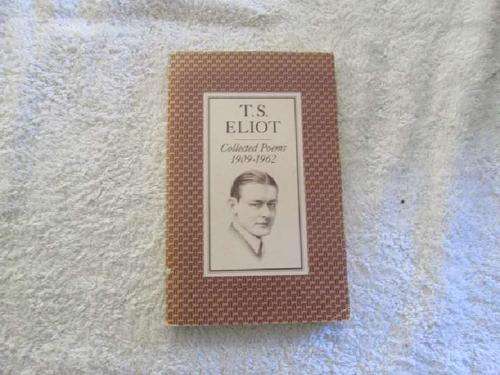 T.S.
ELIOT
Collected Poems
1909-1962